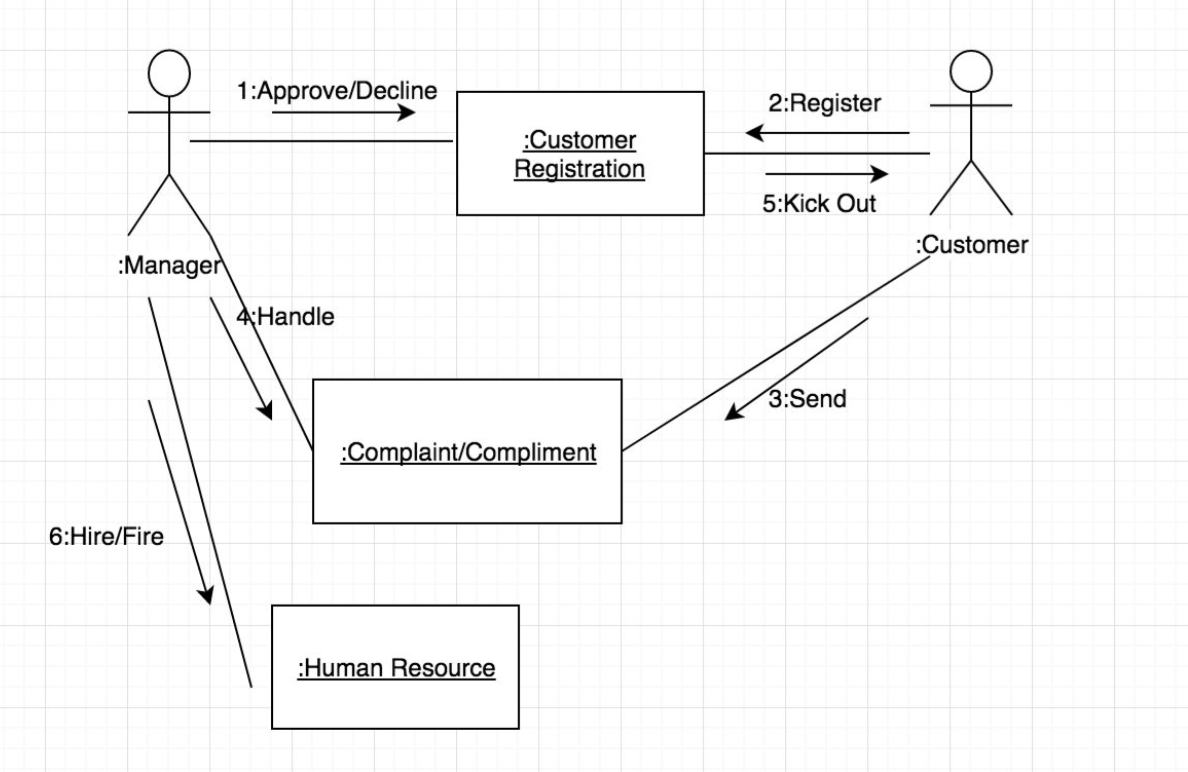 1:Approve/Decline
2:Register
:Customer
Registration
5:Kick Out
:Customer
:Manager
4:Handle
3:Send
:Complaint/Compliment
6:Hire/Fire
:Human Resource